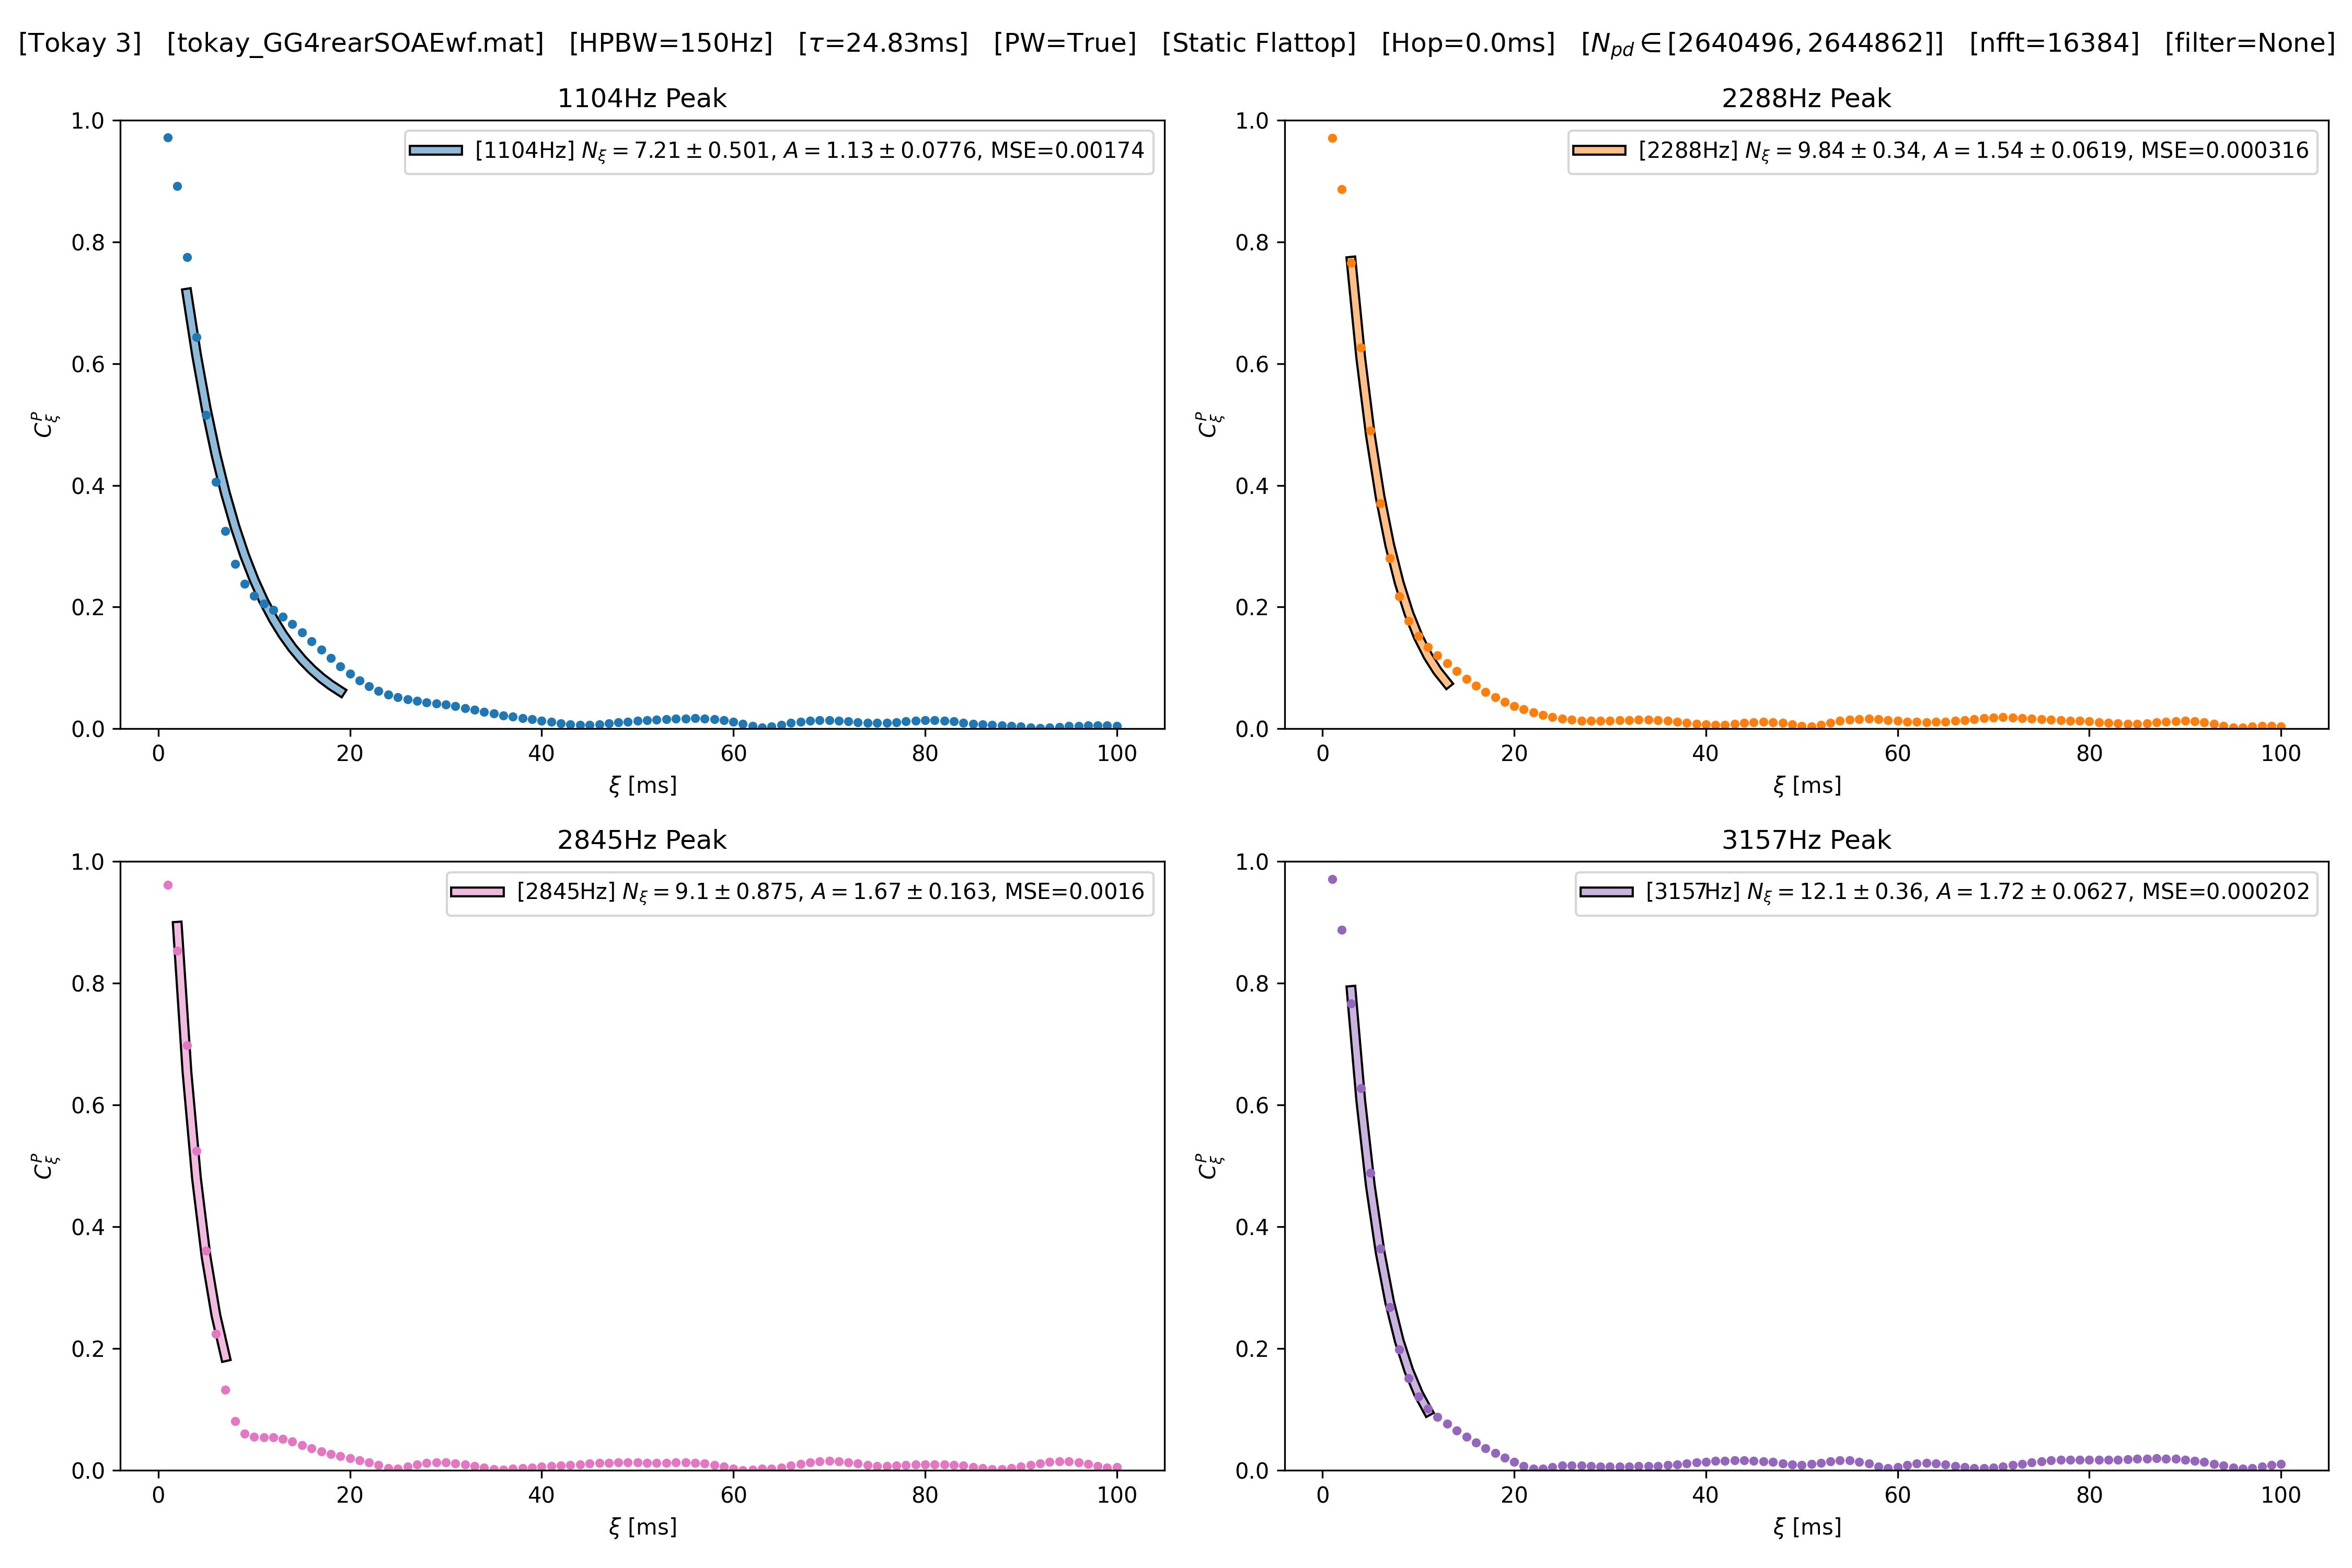 [Tokay 3] [tokay_GG4rearSOAEwf.mat] [HPBW=150Hz] [τ=24.83ms] [PW=True] [Static Flattop] [Hop=0.0ms] [N_pd ∈ [2640496, 2644862]] [nfft=16384] [filter=None]
1104Hz Peak
[1104Hz] N_ξ = 7.21 ± 0.501, A = 1.13 ± 0.0776, MSE=0.00174
1.0
0.8
0.6
0.4
0.2
0.0
C_ξ^P
0 20 40 60 80 100
ξ [ms]
2288Hz Peak
[2288Hz] N_ξ = 9.84 ± 0.34, A = 1.54 ± 0.0619, MSE=0.000316
1.0
0.8
0.6
0.4
0.2
0.0
C_ξ^P
0 20 40 60 80 100
ξ [ms]
2845Hz Peak
[2845Hz] N_ξ = 9.1 ± 0.875, A = 1.67 ± 0.163, MSE=0.0016
1.0
0.8
0.6
0.4
0.2
0.0
C_ξ^P
0 20 40 60 80 100
ξ [ms]
3157Hz Peak
[3157Hz] N_ξ = 12.1 ± 0.36, A = 1.72 ± 0.0627, MSE=0.000202
1.0
0.8
0.6
0.4
0.2
0.0
C_ξ^P
0 20 40 60 80 100
ξ [ms]